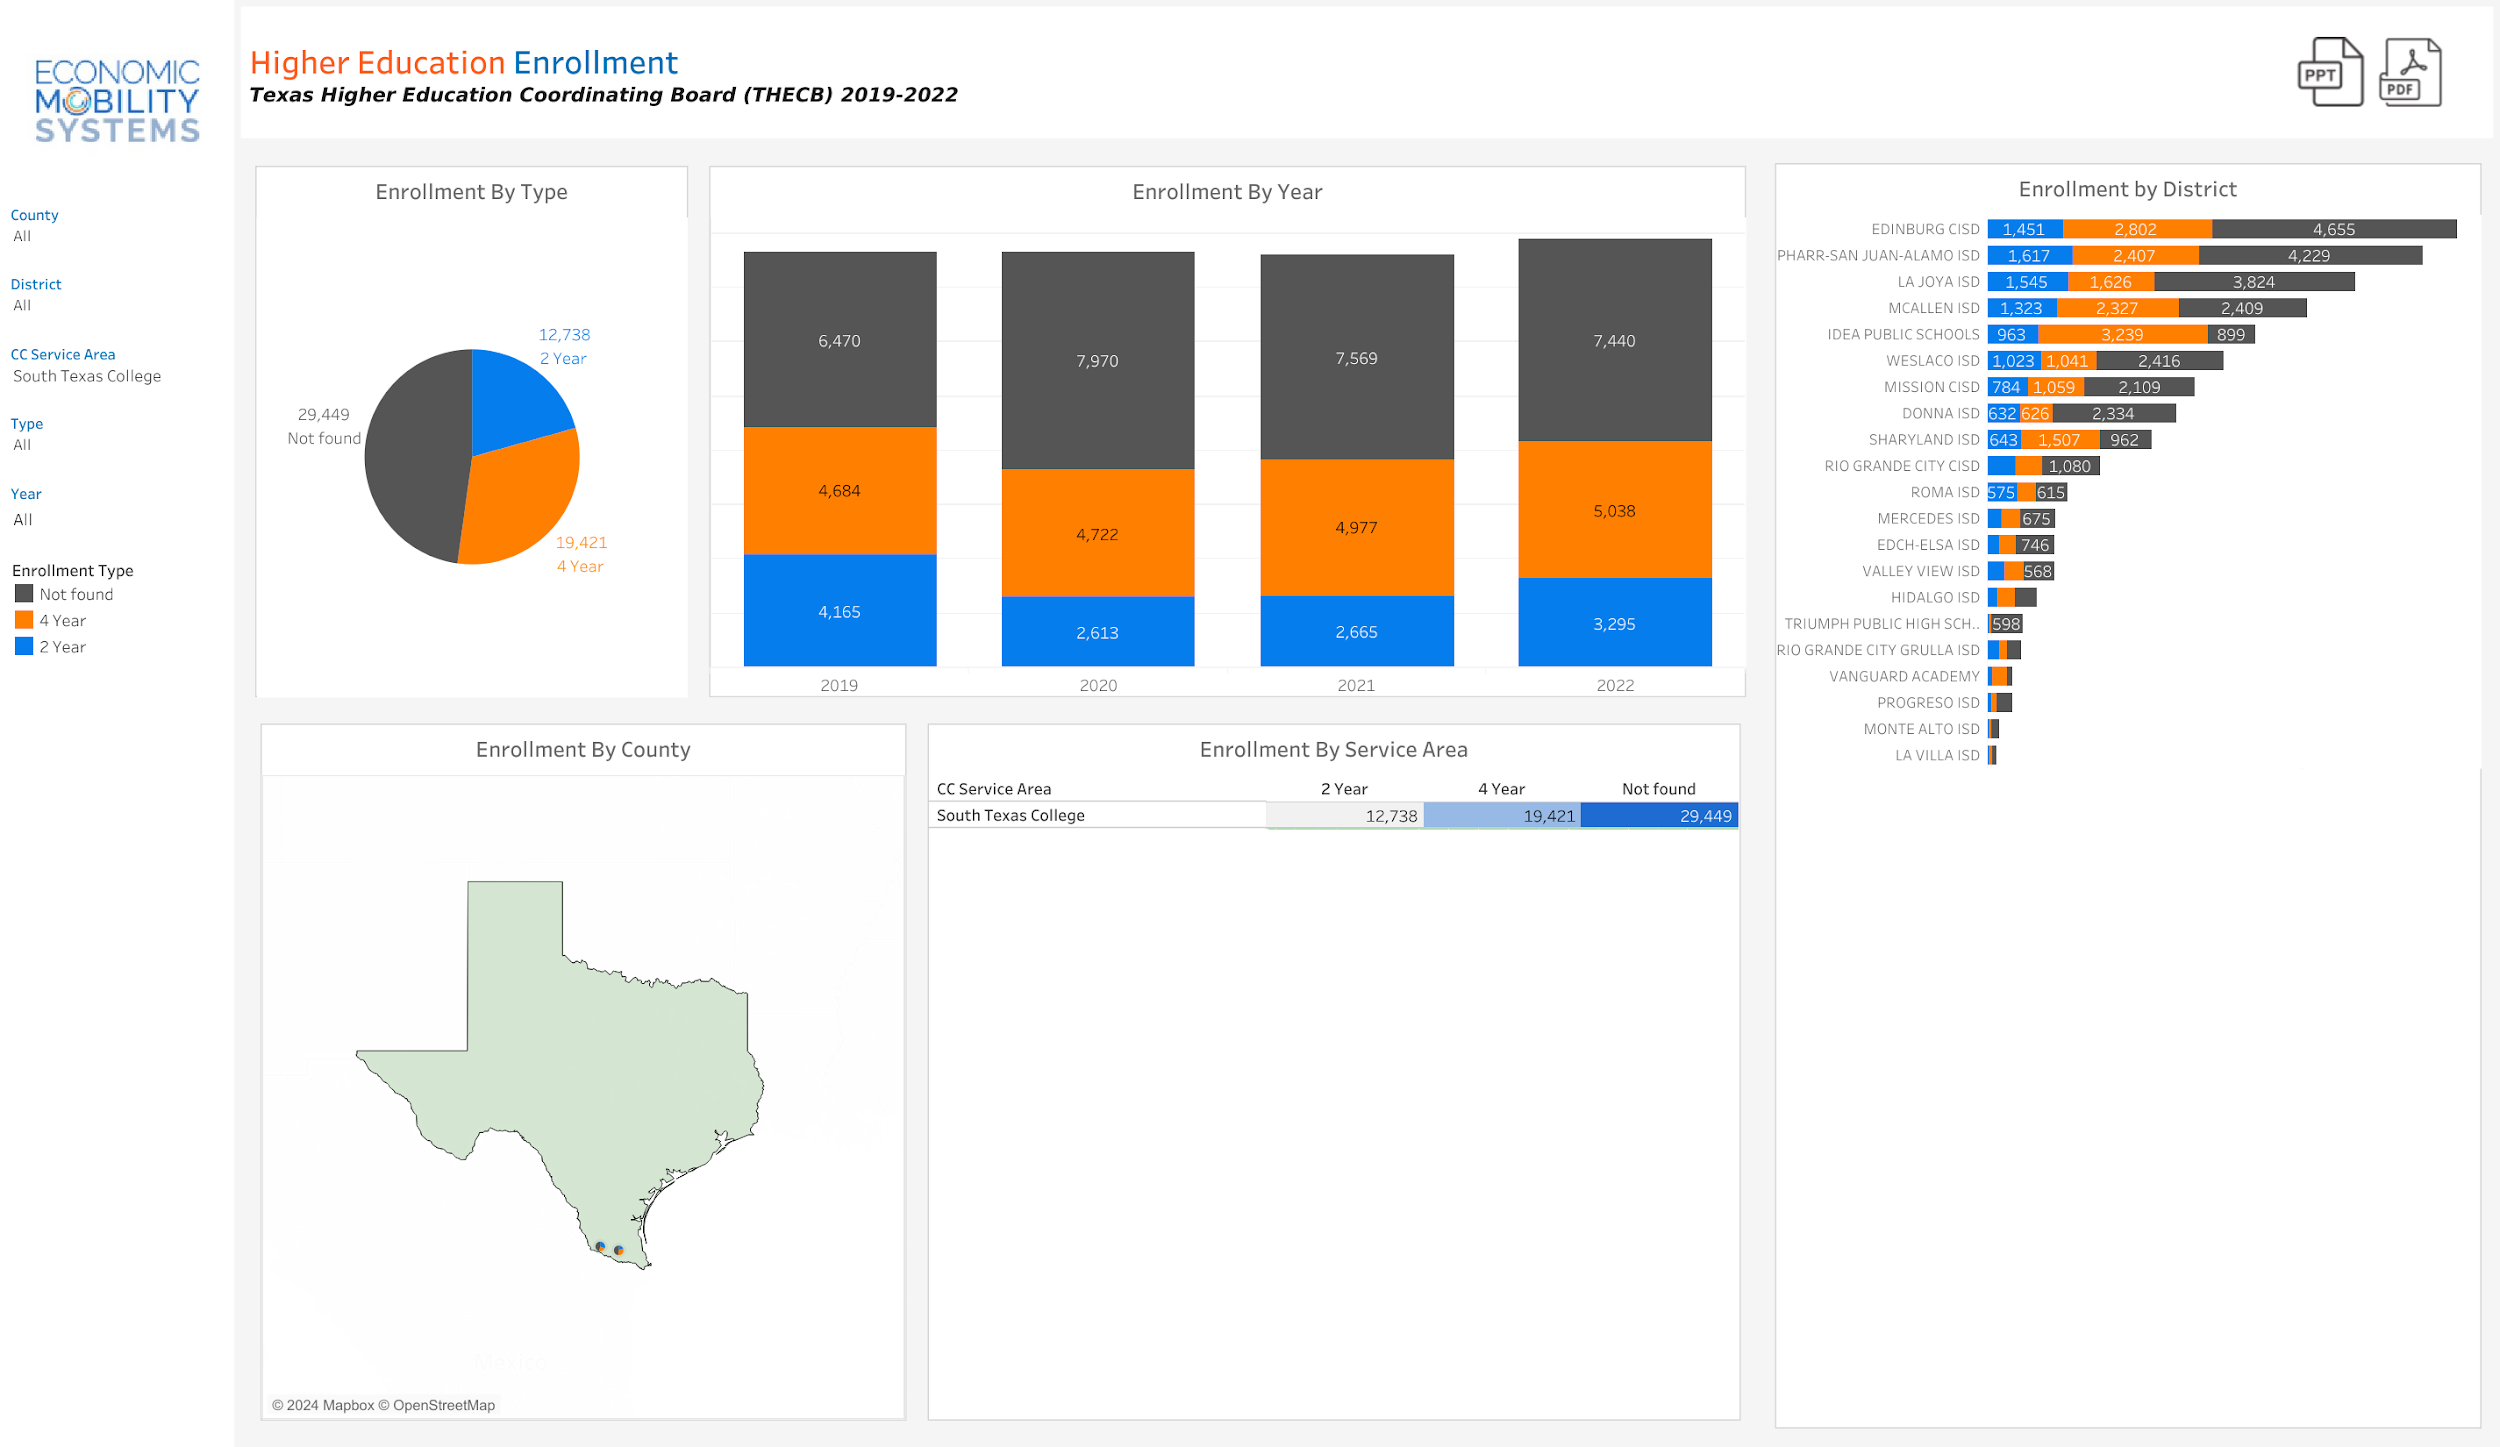 ECONOMIC
MOBILITY
SYSTEMS
Higher Education Enrollment
Texas Higher Education Coordinating Board (THECB) 2019-2022
PPT
PDF
County
All
District
All
CC Service Area
South Texas College
Type
All
Year
All
Enrollment Type
Not found
4 Year
2 Year
Enrollment By Type
12,738
2 Year
29,449
Not found
19,421
4 Year
Enrollment By Year
6,470
7,970
7,569
7,440
4,684
4,722
4,977
5,038
4,165
2,613
2,665
3,295
2019
2020
2021
2022
Enrollment by District
EDINBURG CISD 1,451 2,802 4,655
PHARR-SAN JUAN-ALAMO ISD 1,617 2,407 4,229
LA JOYA ISD 1,545 1,626 3,824
MCALLEN ISD 1,323 2,327 2,409
IDEA PUBLIC SCHOOLS 963 3,239 899
WESLACO ISD 1,023 1,041 2,416
MISSION CISD 784 1,059 2,109
DONNA ISD 632 626 2,334
SHARYLAND ISD 643 1,507 962
RIO GRANDE CITY CISD 1,080
ROMA ISD 575 615
MERCEDES ISD 675
EDCH-ELSA ISD 746
VALLEY VIEW ISD 568
HIDALGO ISD
TRIUMPH PUBLIC HIGH SCH.. 598
RIO GRANDE CITY GRULLA ISD
VANGUARD ACADEMY
PROGRESO ISD
MONTE ALTO ISD
LA VILLA ISD
Enrollment By County
© 2024 Mapbox © OpenStreetMap
Enrollment By Service Area
CC Service Area 2 Year 4 Year Not found
South Texas College 12,738 19,421 29,449